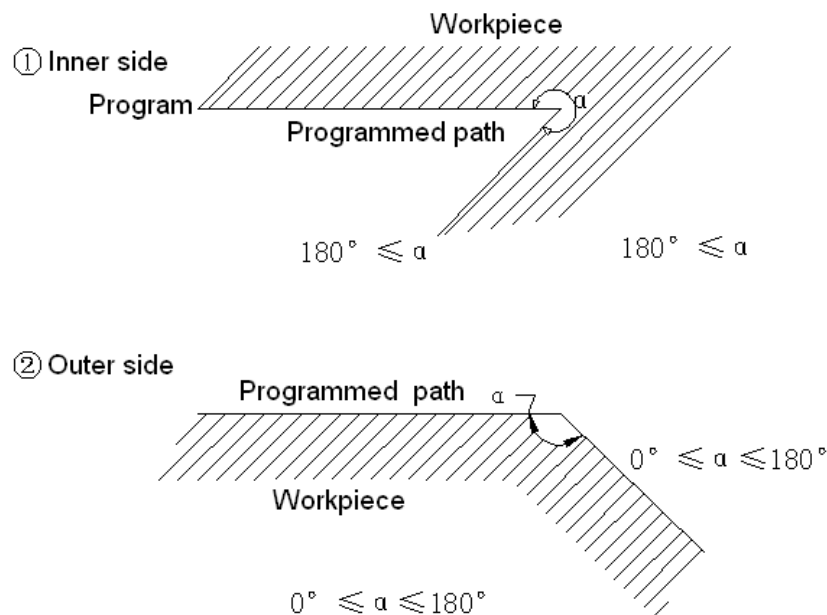 Workpiece
① Inner side
α
Program
Programmed path
180° ≤ α
180° ≤ α
② Outer side
Programmed path
α
0° ≤ α ≤180°
Workpiece
0° ≤ α ≤180°